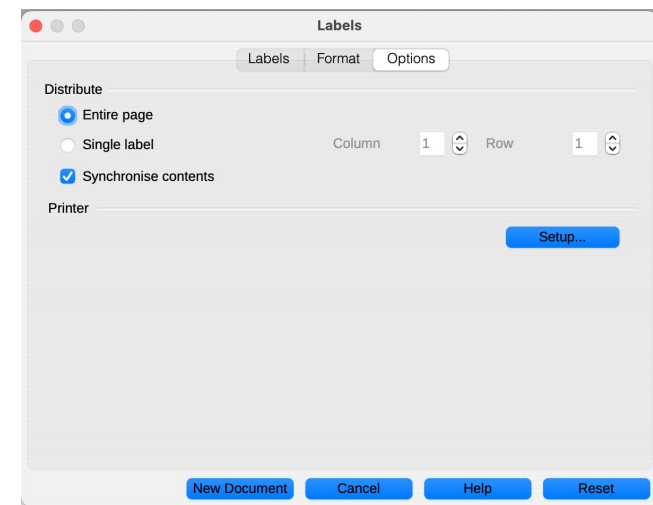 Labels
Labels Format Options
Distribute
Entire page
Single label Column 1 Row 1
Synchronise contents
Printer
Setup...
New Document Cancel Help Reset